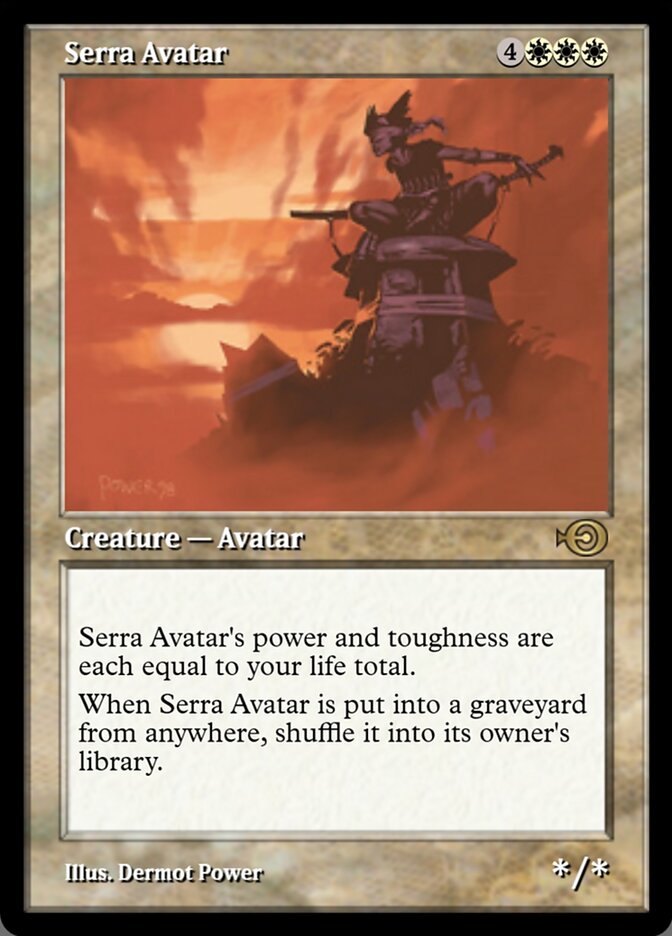 Serra Avatar 4
POWER98
Creature — Avatar
Serra Avatar's power and toughness are
each equal to your life total.
When Serra Avatar is put into a graveyard
from anywhere, shuffle it into its owner's
library.
Illus. Dermot Power */*